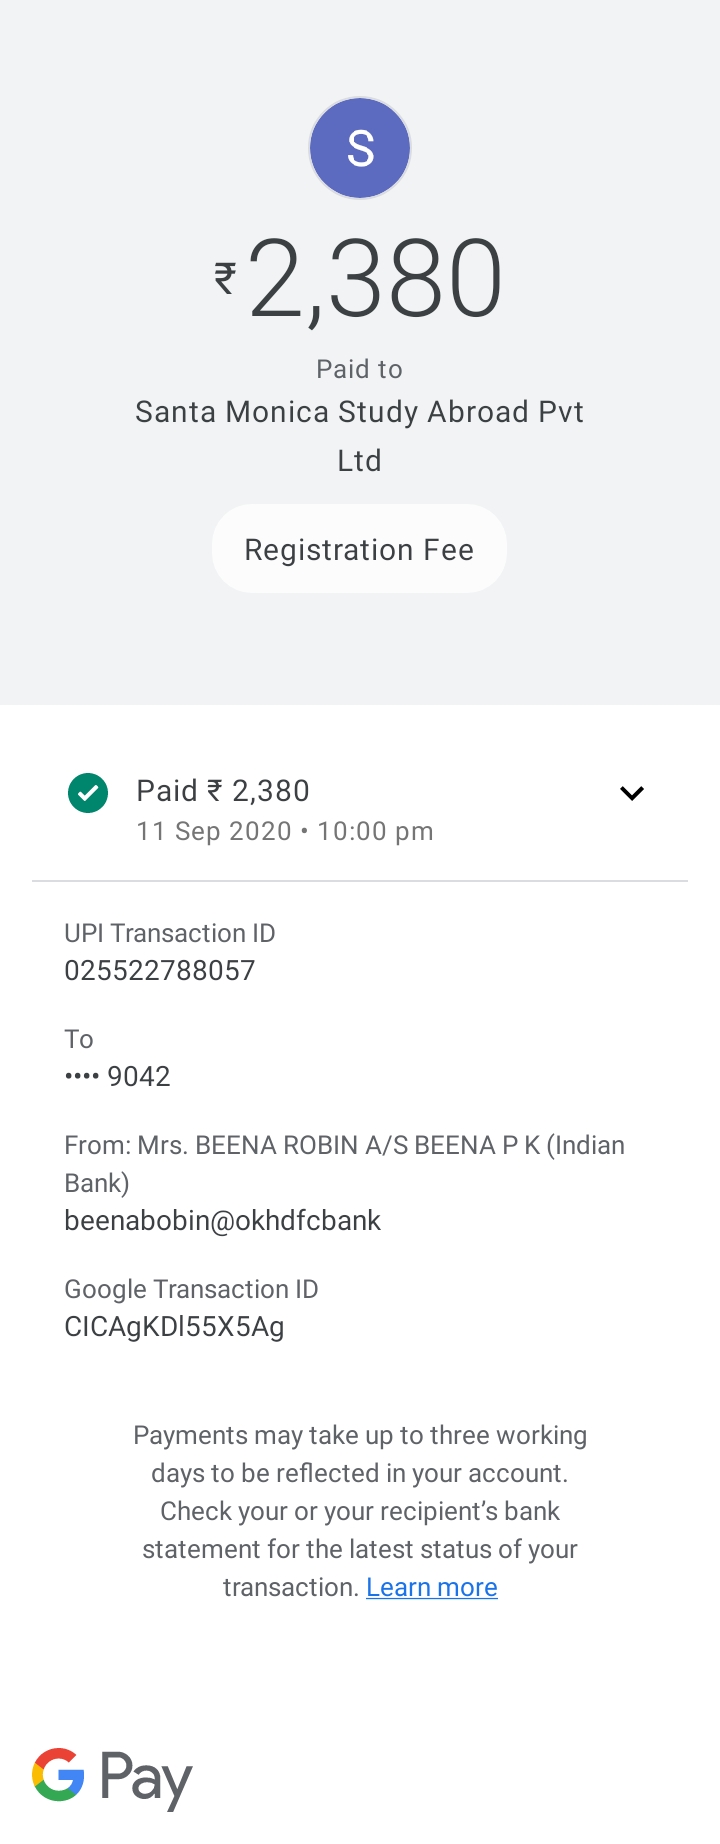 S
₹2,380
Paid to
Santa Monica Study Abroad Pvt
Ltd
Registration Fee
Paid ₹ 2,380
11 Sep 2020 • 10:00 pm
UPI Transaction ID
025522788057
To
•••• 9042
From: Mrs. BEENA ROBIN A/S BEENA P K (Indian
Bank)
beenabobin@okhdfcbank
Google Transaction ID
CICAgKDl55X5Ag
Payments may take up to three working
days to be reflected in your account.
Check your or your recipient’s bank
statement for the latest status of your
transaction. Learn more
G Pay